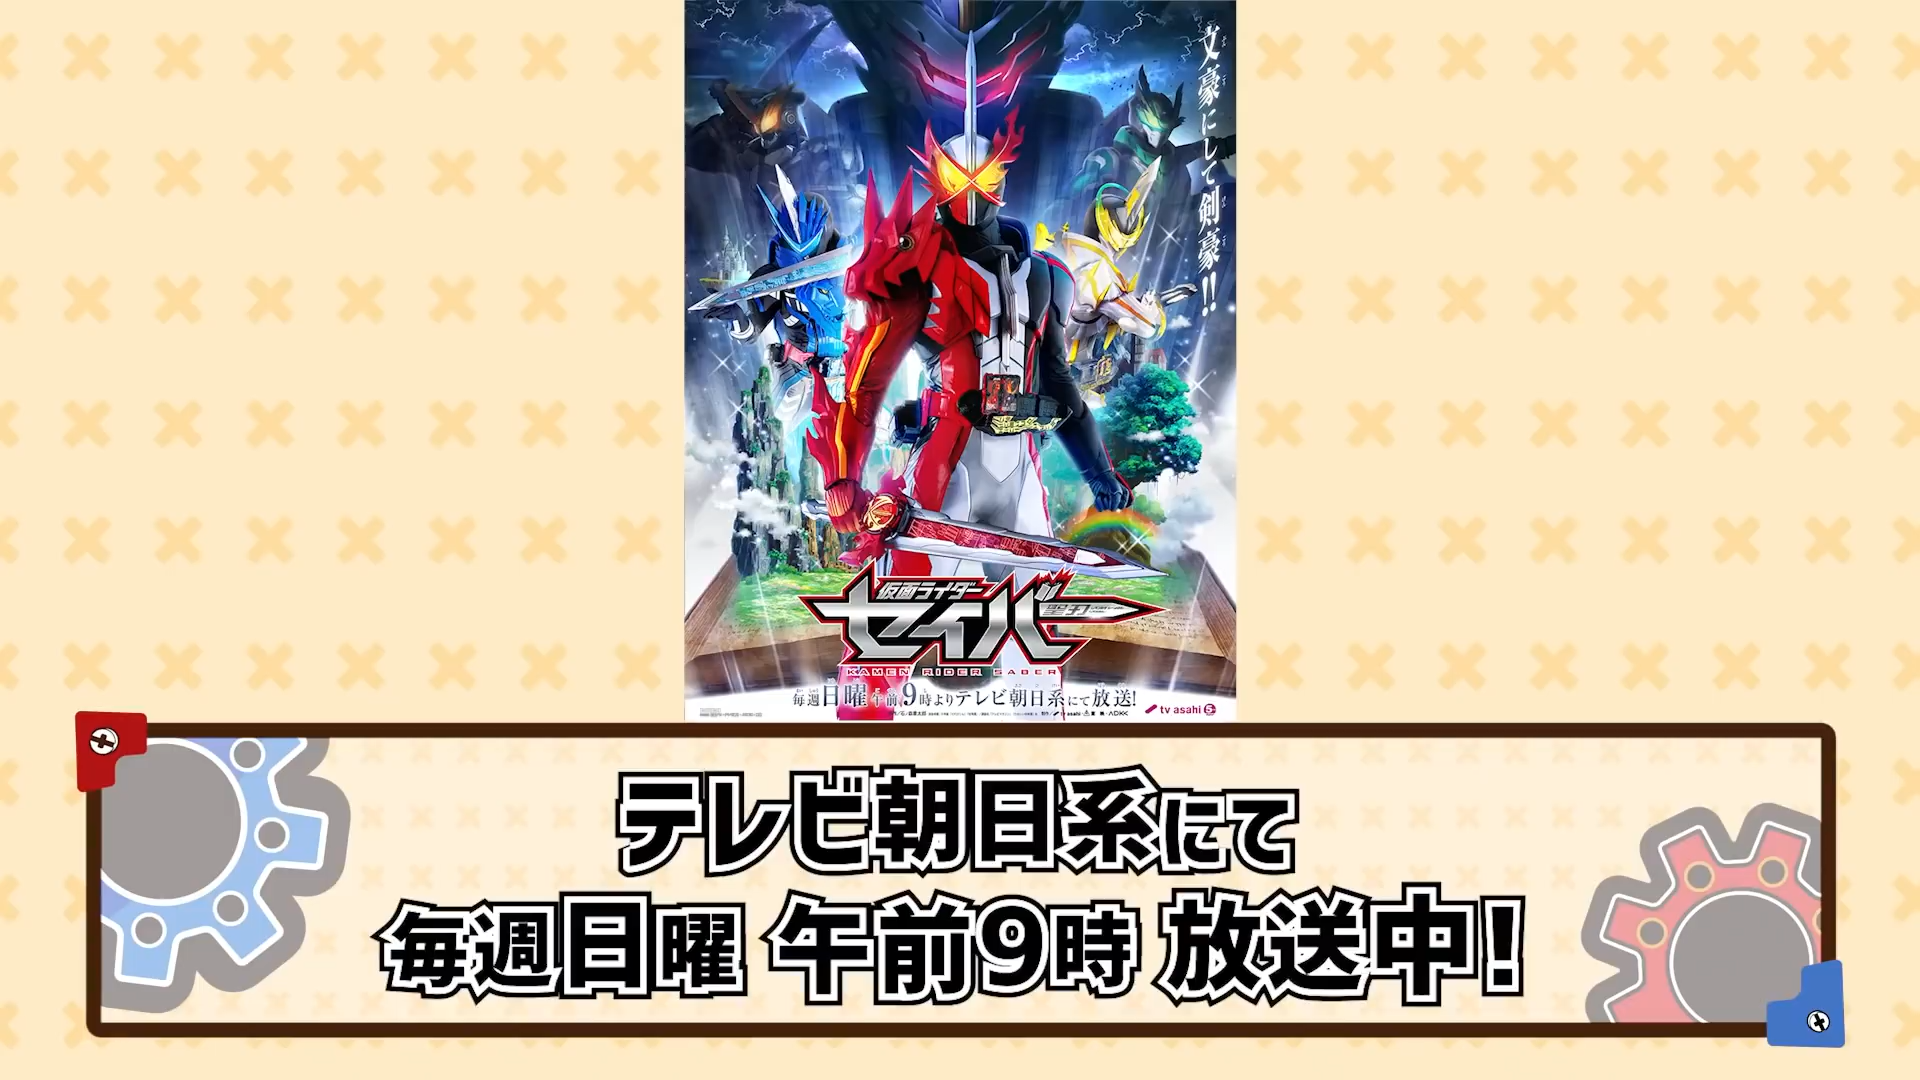 文豪にして剣豪!!
仮面ライダー
セイバー
聖刃
KAMEN RIDER SABER
毎週日曜午前9時よりテレビ朝日系にて放送!
tv asahi 5
テレビ朝日系にて
毎週日曜 午前9時 放送中!